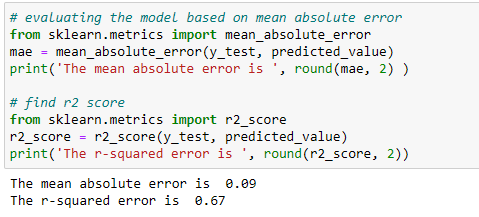 # evaluating the model based on mean absolute error
from sklearn.metrics import mean_absolute_error
mae = mean_absolute_error(y_test, predicted_value)
print('The mean absolute error is ', round(mae, 2) )
# find r2 score
from sklearn.metrics import r2_score
r2_score = r2_score(y_test, predicted_value)
print('The r-squared error is ', round(r2_score, 2))
The mean absolute error is  0.09
The r-squared error is  0.67